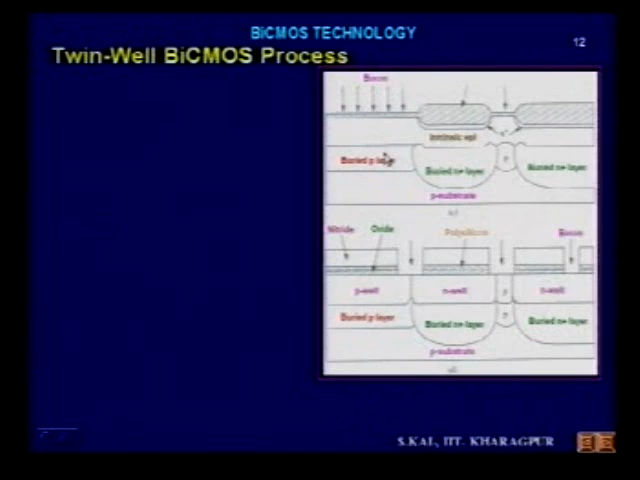 BiCMOS TECHNOLOGY
12
Twin-Well BiCMOS Process
Boron
Intrinsic epi
Buried p layer
P
Buried n+ layer
Buried n+ layer
p-substrate
Nitride
Oxide
Polysilicon
Boron
p-well
n-well
P
n-well
Buried p layer
P
Buried n+ layer
Buried n+ layer
p-substrate
S.KAL, IIT- KHARAGPUR